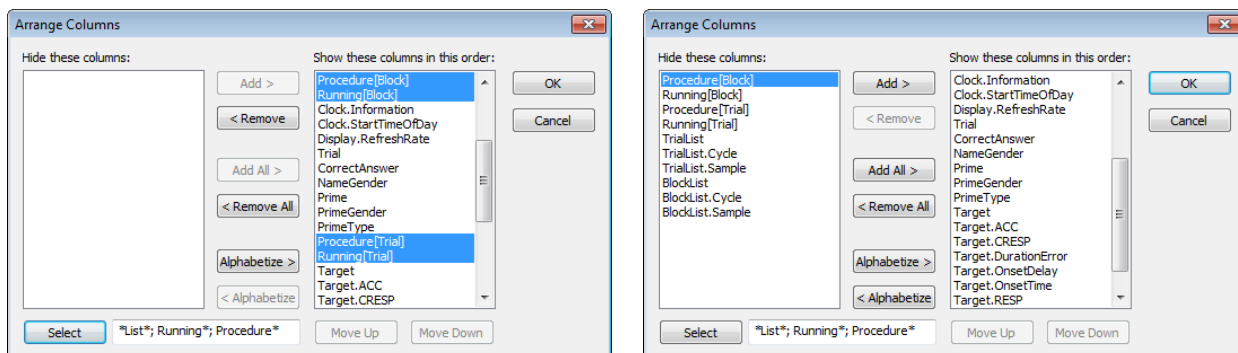 Arrange Columns
Hide these columns:
Show these columns in this order:
Add >
< Remove
Add All >
< Remove All
Alphabetize >
< Alphabetize
Procedure[Block]
Running[Block]
Clock.Information
Clock.StartTimeOfDay
Display.RefreshRate
Trial
CorrectAnswer
NameGender
Prime
PrimeGender
PrimeType
Procedure[Trial]
Running[Trial]
Target
Target.ACC
Target.CRESP
OK
Cancel
Select
*List*; Running*; Procedure*
Move Up
Move Down
Arrange Columns
Hide these columns:
Show these columns in this order:
Procedure[Block]
Running[Block]
Procedure[Trial]
Running[Trial]
TrialList
TrialList.Cycle
TrialList.Sample
BlockList
BlockList.Cycle
BlockList.Sample
Add >
< Remove
Add All >
< Remove All
Alphabetize >
< Alphabetize
Clock.Information
Clock.StartTimeOfDay
Display.RefreshRate
Trial
CorrectAnswer
NameGender
Prime
PrimeGender
PrimeType
Target
Target.ACC
Target.CRESP
Target.DurationError
Target.OnsetDelay
Target.OnsetTime
Target.RESP
OK
Cancel
Select
*List*; Running*; Procedure*
Move Up
Move Down